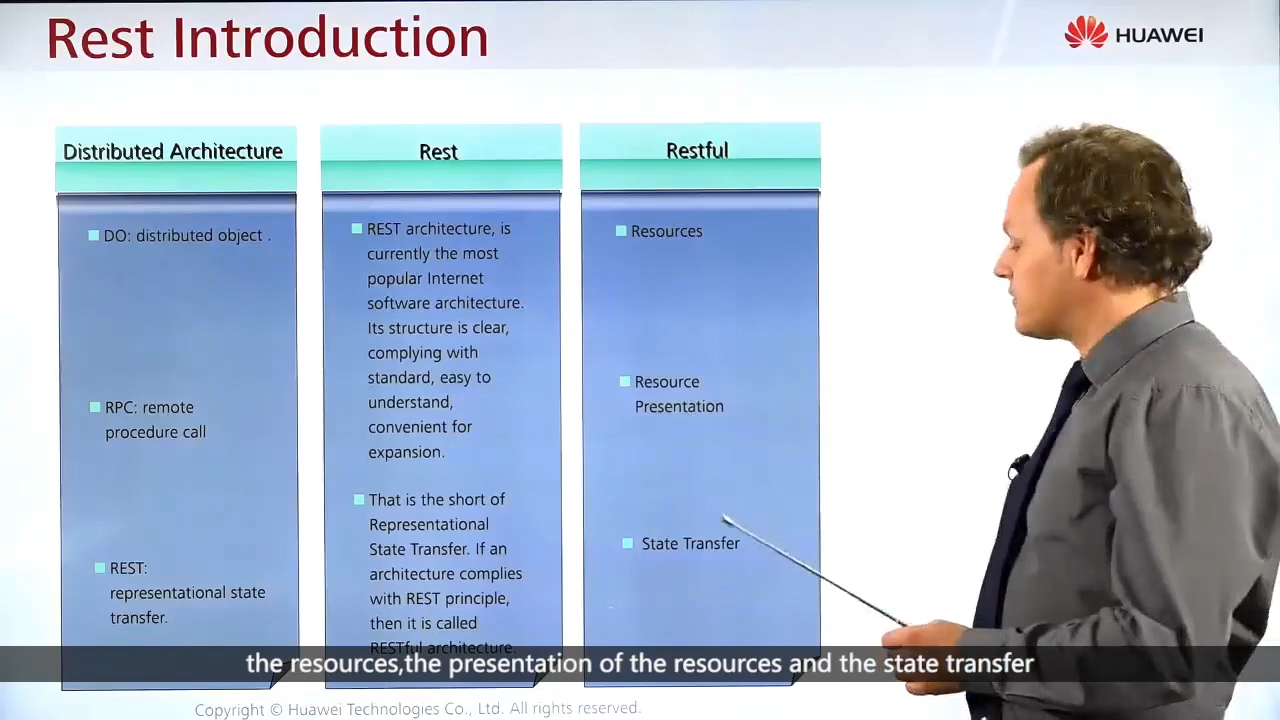 Rest Introduction
HUAWEI
Distributed Architecture
DO: distributed object .
RPC: remote
procedure call
REST:
representational state
transfer.
Rest
REST architecture, is
currently the most
popular Internet
software architecture.
Its structure is clear,
complying with
standard, easy to
understand,
convenient for
expansion.
That is the short of
Representational
State Transfer. If an
architecture complies
with REST principle,
then it is called
RESTful architecture.
Restful
Resources
Resource
Presentation
State Transfer
the resources,the presentation of the resources and the state transfer
Copyright © Huawei Technologies Co., Ltd. All rights reserved.